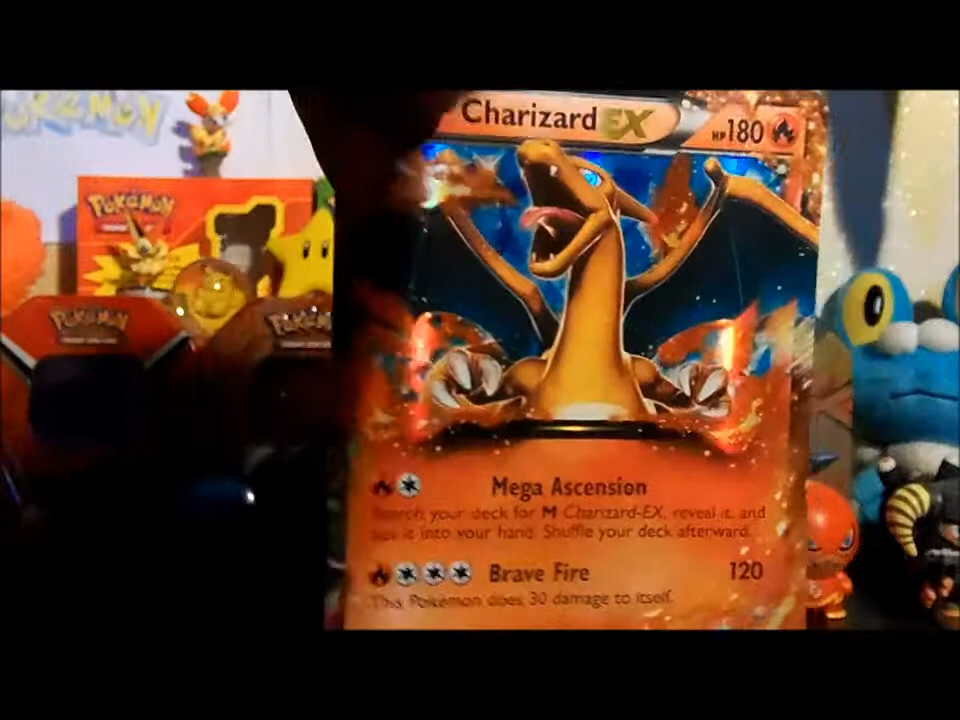 POKEMON
Charizard EX
HP 180
Pokémon
Pokémon
Pokémon
Mega Ascension
Search your deck for M Charizard-EX, reveal it, and
put it into your hand. Shuffle your deck afterward.
Brave Fire 120
This Pokémon does 30 damage to itself.